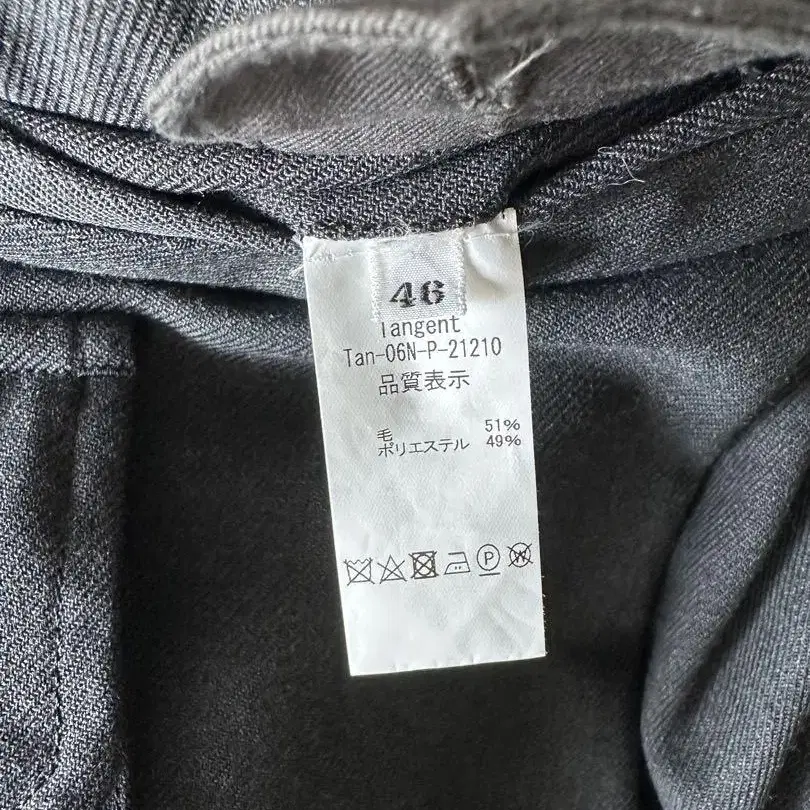 46
Tangent
Tan-06N-P-21210
品質表示
毛 51%
ポリエステル 49%
P W